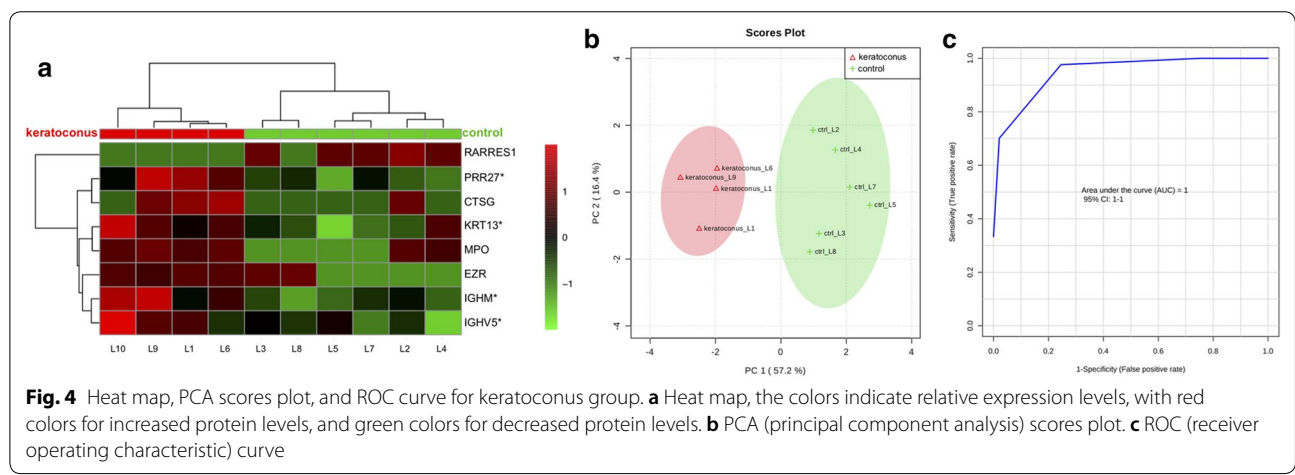 a
keratoconus
control
RARRES1
PRR27*
CTSG
KRT13*
MPO
EZR
IGHM*
IGHV5*
L10 L9 L1 L6 L3 L8 L5 L7 L2 L4
1
0
−1
b
Scores Plot
keratoconus
control
4
2
0
-2
-4
PC 2 ( 16.4 %)
ctrl_L2
ctrl_L4
keratoconus_L6
keratoconus_L9
keratoconus_L1
ctrl_L7
ctrl_L5
keratoconus_L1
ctrl_L3
ctrl_L8
-4 -2 0 2 4
PC 1 ( 57.2 %)
c
1.0
0.8
0.6
0.4
0.2
0.0
Sensitivity (True positive rate)
Area under the curve (AUC) = 1
95% CI: 1-1
0.0 0.2 0.4 0.6 0.8 1.0
1-Specificity (False positive rate)
Fig. 4 Heat map, PCA scores plot, and ROC curve for keratoconus group. a Heat map, the colors indicate relative expression levels, with red
colors for increased protein levels, and green colors for decreased protein levels. b PCA (principal component analysis) scores plot. c ROC (receiver
operating characteristic) curve